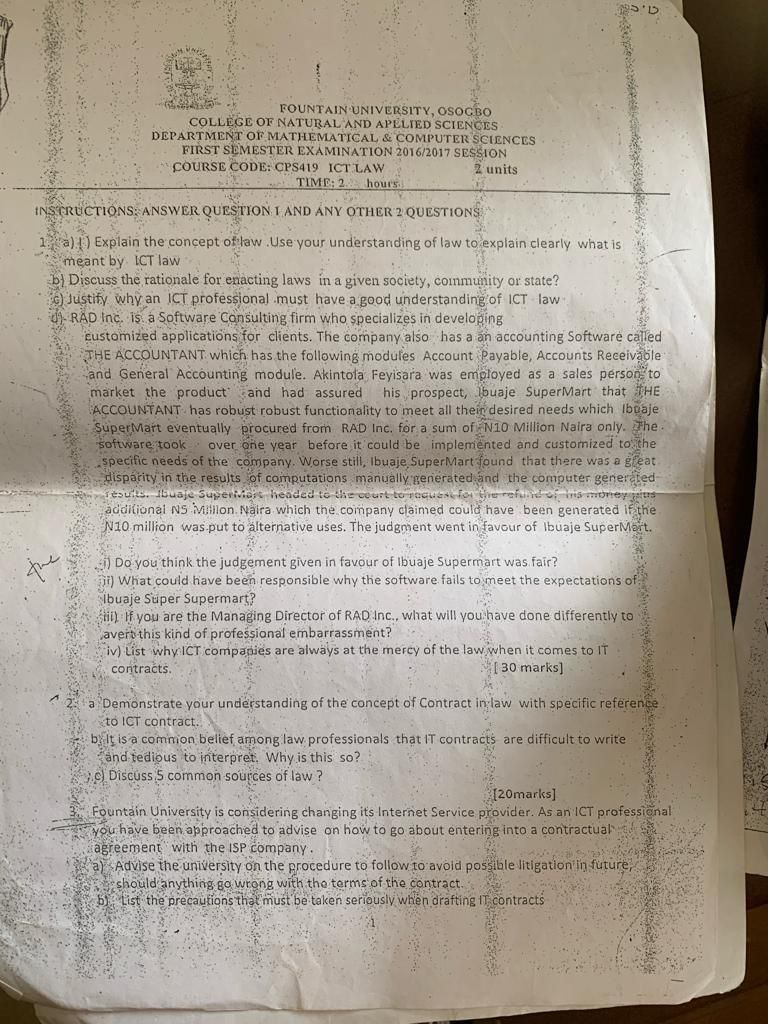 FOUNTAIN UNIVERSITY, OSOGBO
COLLEGE OF NATURAL AND APPLIED SCIENCES
DEPARTMENT OF MATHEMATICAL & COMPUTER SCIENCES
FIRST SEMESTER EXAMINATION 2016/2017 SESSION
COURSE CODE: CPS419 ICT LAW 2 units
TIME: 2 hours
INSTRUCTIONS: ANSWER QUESTION 1 AND ANY OTHER 2 QUESTIONS
1. a) Explain the concept of law .Use your understanding of law to explain clearly what is
meant by ICT law
b) Discuss the rationale for enacting laws in a given society, community or state?
c) Justify why an ICT professional must have a good understanding of ICT law
d) RAD Inc. is a Software Consulting firm who specializes in developing
customized applications for clients. The company also has a an accounting Software called
THE ACCOUNTANT which has the following modules Account Payable, Accounts Receivable
and General Accounting module. Akintola Feyisara was employed as a sales person to
market the product and had assured his prospect, Ibuaje SuperMart that THE
ACCOUNTANT has robust robust functionality to meet all their desired needs which Ibuaje
SuperMart eventually procured from RAD Inc. for a sum of N10 Million Naira only. The
software took over one year before it could be implemented and customized to the
specific needs of the company. Worse still, Ibuaje SuperMart found that there was a great
disparity in the results of computations manually generated and the computer generated
results. Ibuaje SuperMart headed to the court to request for the refund of his money plus
additional N5 Million Naira which the company claimed could have been generated if the
N10 million was put to alternative uses. The judgment went in favour of Ibuaje SuperMart.
i) Do you think the judgement given in favour of Ibuaje Supermart was fair?
ii) What could have been responsible why the software fails to meet the expectations of
Ibuaje Super Supermart?
iii) If you are the Managing Director of RAD Inc., what will you have done differently to
avert this kind of professional embarrassment?
iv) List why ICT companies are always at the mercy of the law when it comes to IT
contracts. [ 30 marks]
2. a Demonstrate your understanding of the concept of Contract in law with specific reference
to ICT contract.
b) It is a common belief among law professionals that IT contracts are difficult to write
and tedious to interpret. Why is this so?
c) Discuss 5 common sources of law ?
[20marks]
3. Fountain University is considering changing its Internet Service provider. As an ICT professional
you have been approached to advise on how to go about entering into a contractual
agreement with the ISP company .
a) Advise the university on the procedure to follow to avoid possible litigation in future,
should anything go wrong with the terms of the contract.
b) List the precautions that must be taken seriously when drafting IT contracts
1